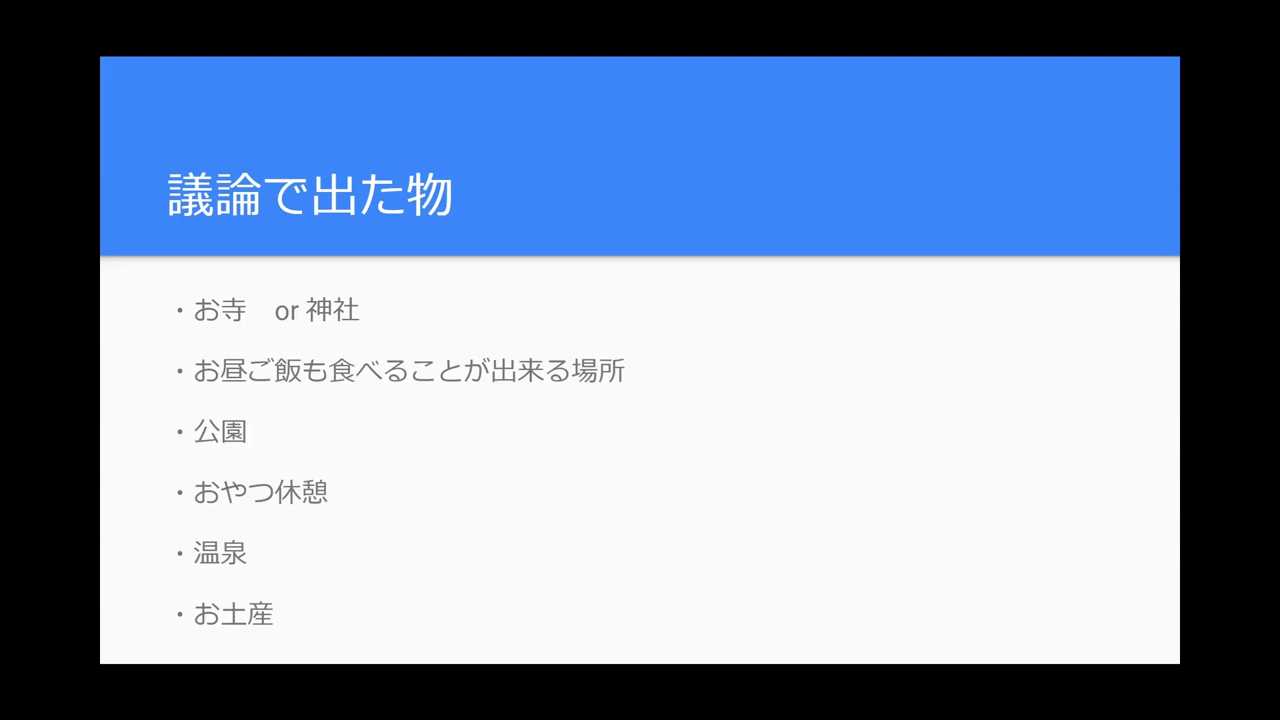 議論で出た物
・お寺　or 神社
・お昼ご飯も食べることが出来る場所
・公園
・おやつ休憩
・温泉
・お土産